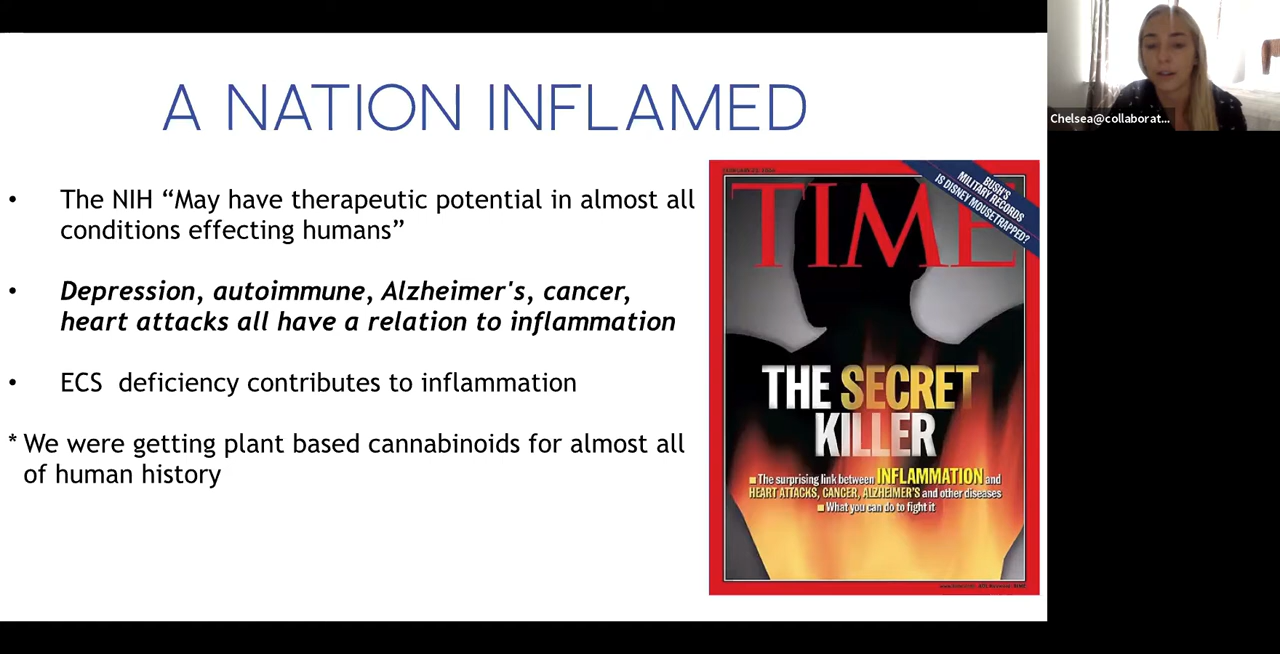 A NATION INFLAMED
• The NIH “May have therapeutic potential in almost all
conditions effecting humans”
• Depression, autoimmune, Alzheimer's, cancer,
heart attacks all have a relation to inflammation
• ECS deficiency contributes to inflammation
* We were getting plant based cannabinoids for almost all
of human history
BUSH'S
MILITARY RECORDS
IS DISNEY MOUSETRAPPED?
TIME
THE SECRET
KILLER
The surprising link between INFLAMMATION and
HEART ATTACKS, CANCER, ALZHEIMER'S and other diseases
What you can do to fight it
Chelsea@collaborat...